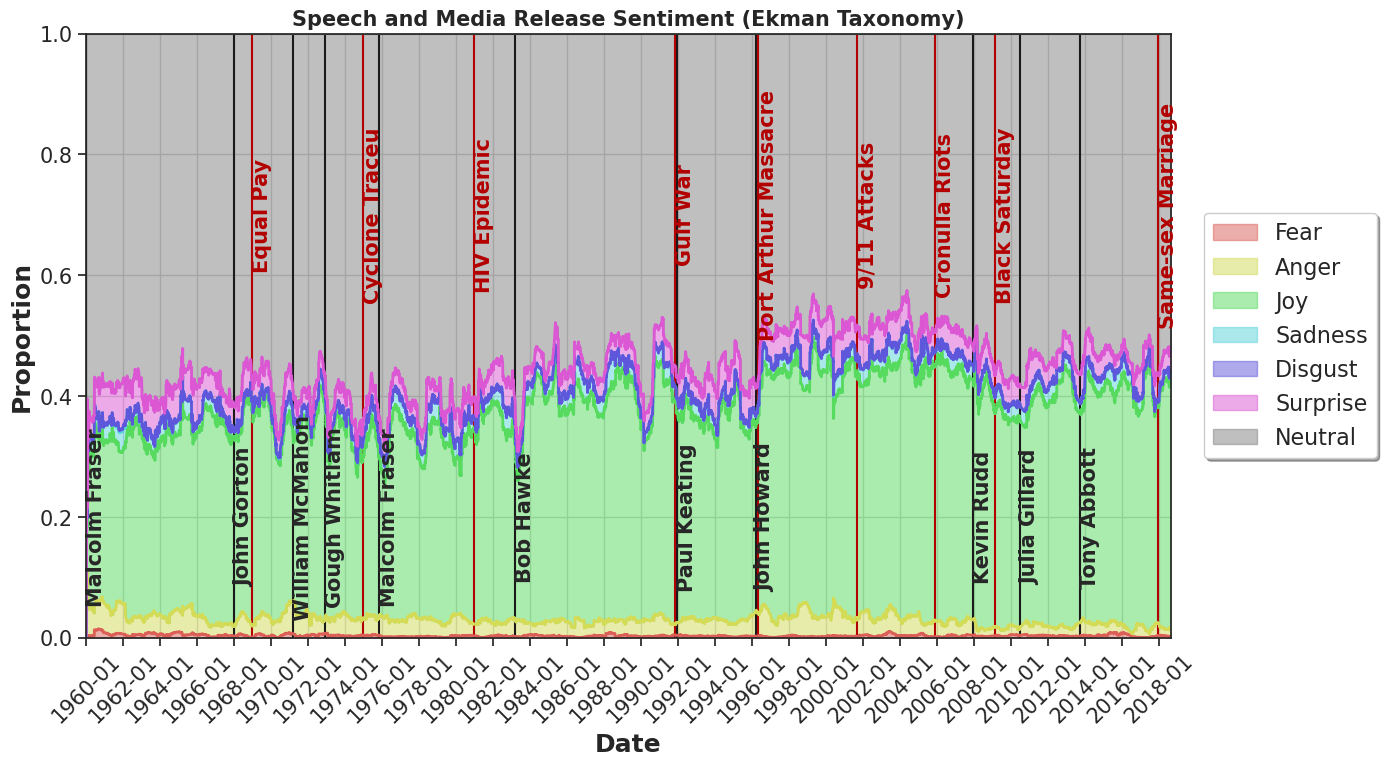 Speech and Media Release Sentiment (Ekman Taxonomy)
Proportion
1.0
0.8
0.6
0.4
0.2
0.0
Equal Pay
Cyclone Traceu
HIV Epidemic
Gulf War
Port Arthur Massacre
9/11 Attacks
Cronulla Riots
Black Saturday
Same-sex Marriage
Malcolm Fraser
John Gorton
William McMahon
Gough Whitlam
Malcolm Fraser
Bob Hawke
Paul Keating
John Howard
Kevin Rudd
Julia Gillard
Tony Abbott
Fear
Anger
Joy
Sadness
Disgust
Surprise
Neutral
1960-01
1962-01
1964-01
1966-01
1968-01
1970-01
1972-01
1974-01
1976-01
1978-01
1980-01
1982-01
1984-01
1986-01
1988-01
1990-01
1992-01
1994-01
1996-01
1998-01
2000-01
2002-01
2004-01
2006-01
2008-01
2010-01
2012-01
2014-01
2016-01
2018-01
Date